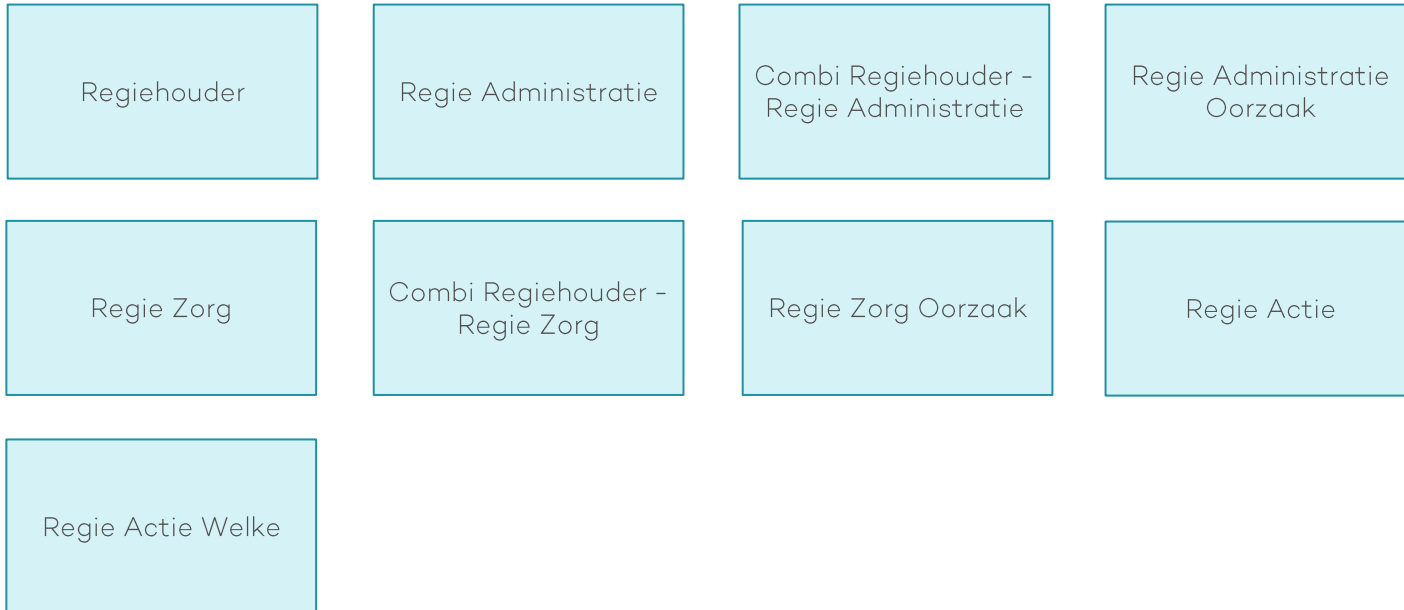 Regiehouder
Regie Administratie
Combi Regiehouder -
Regie Administratie
Regie Administratie
Oorzaak
Regie Zorg
Combi Regiehouder -
Regie Zorg
Regie Zorg Oorzaak
Regie Actie
Regie Actie Welke